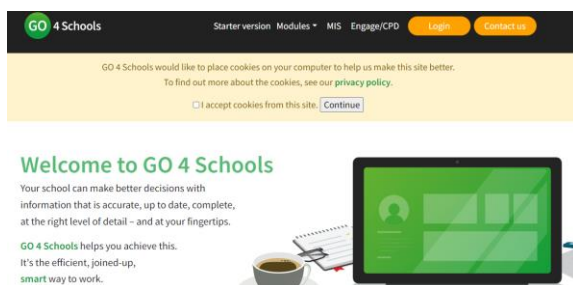 GO 4 Schools
Starter version Modules MIS Engage/CPD Login Contact us
GO 4 Schools would like to place cookies on your computer to help us make this site better.
To find out more about the cookies, see our privacy policy.
I accept cookies from this site. Continue
Welcome to GO 4 Schools
Your school can make better decisions with
information that is accurate, up to date, complete,
at the right level of detail – and at your fingertips.
GO 4 Schools helps you achieve this.
It's the efficient, joined-up,
smart way to work.